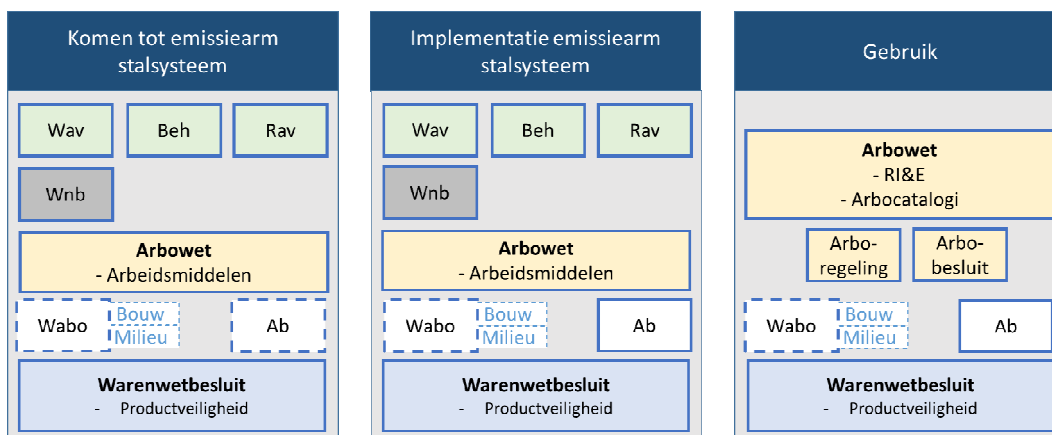 Komen tot emissiearm
stalsysteem
Wav
Beh
Rav
Wnb
Arbowet
- Arbeidsmiddelen
Wabo
Bouw
Milieu
Ab
Warenwetbesluit
- Productveiligheid
Implementatie emissiearm
stalsysteem
Wav
Beh
Rav
Wnb
Arbowet
- Arbeidsmiddelen
Wabo
Bouw
Milieu
Ab
Warenwetbesluit
- Productveiligheid
Gebruik
Arbowet
- RI&E
- Arbocatalogi
Arbo-
regeling
Arbo-
besluit
Wabo
Bouw
Milieu
Ab
Warenwetbesluit
- Productveiligheid